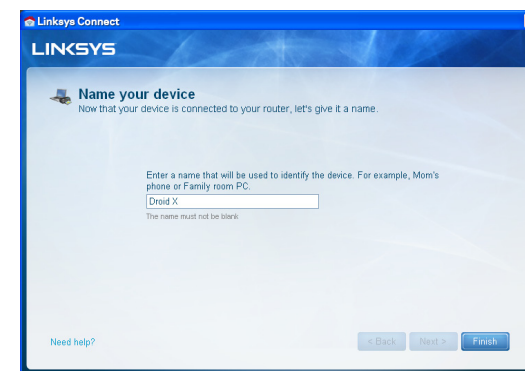 Linksys Connect
LINKSYS
Name your device
Now that your device is connected to your router, let's give it a name.
Enter a name that will be used to identify the device. For example, Mom's
phone or Family room PC.
Droid X
The name must not be blank
Need help?
< Back
Next >
Finish